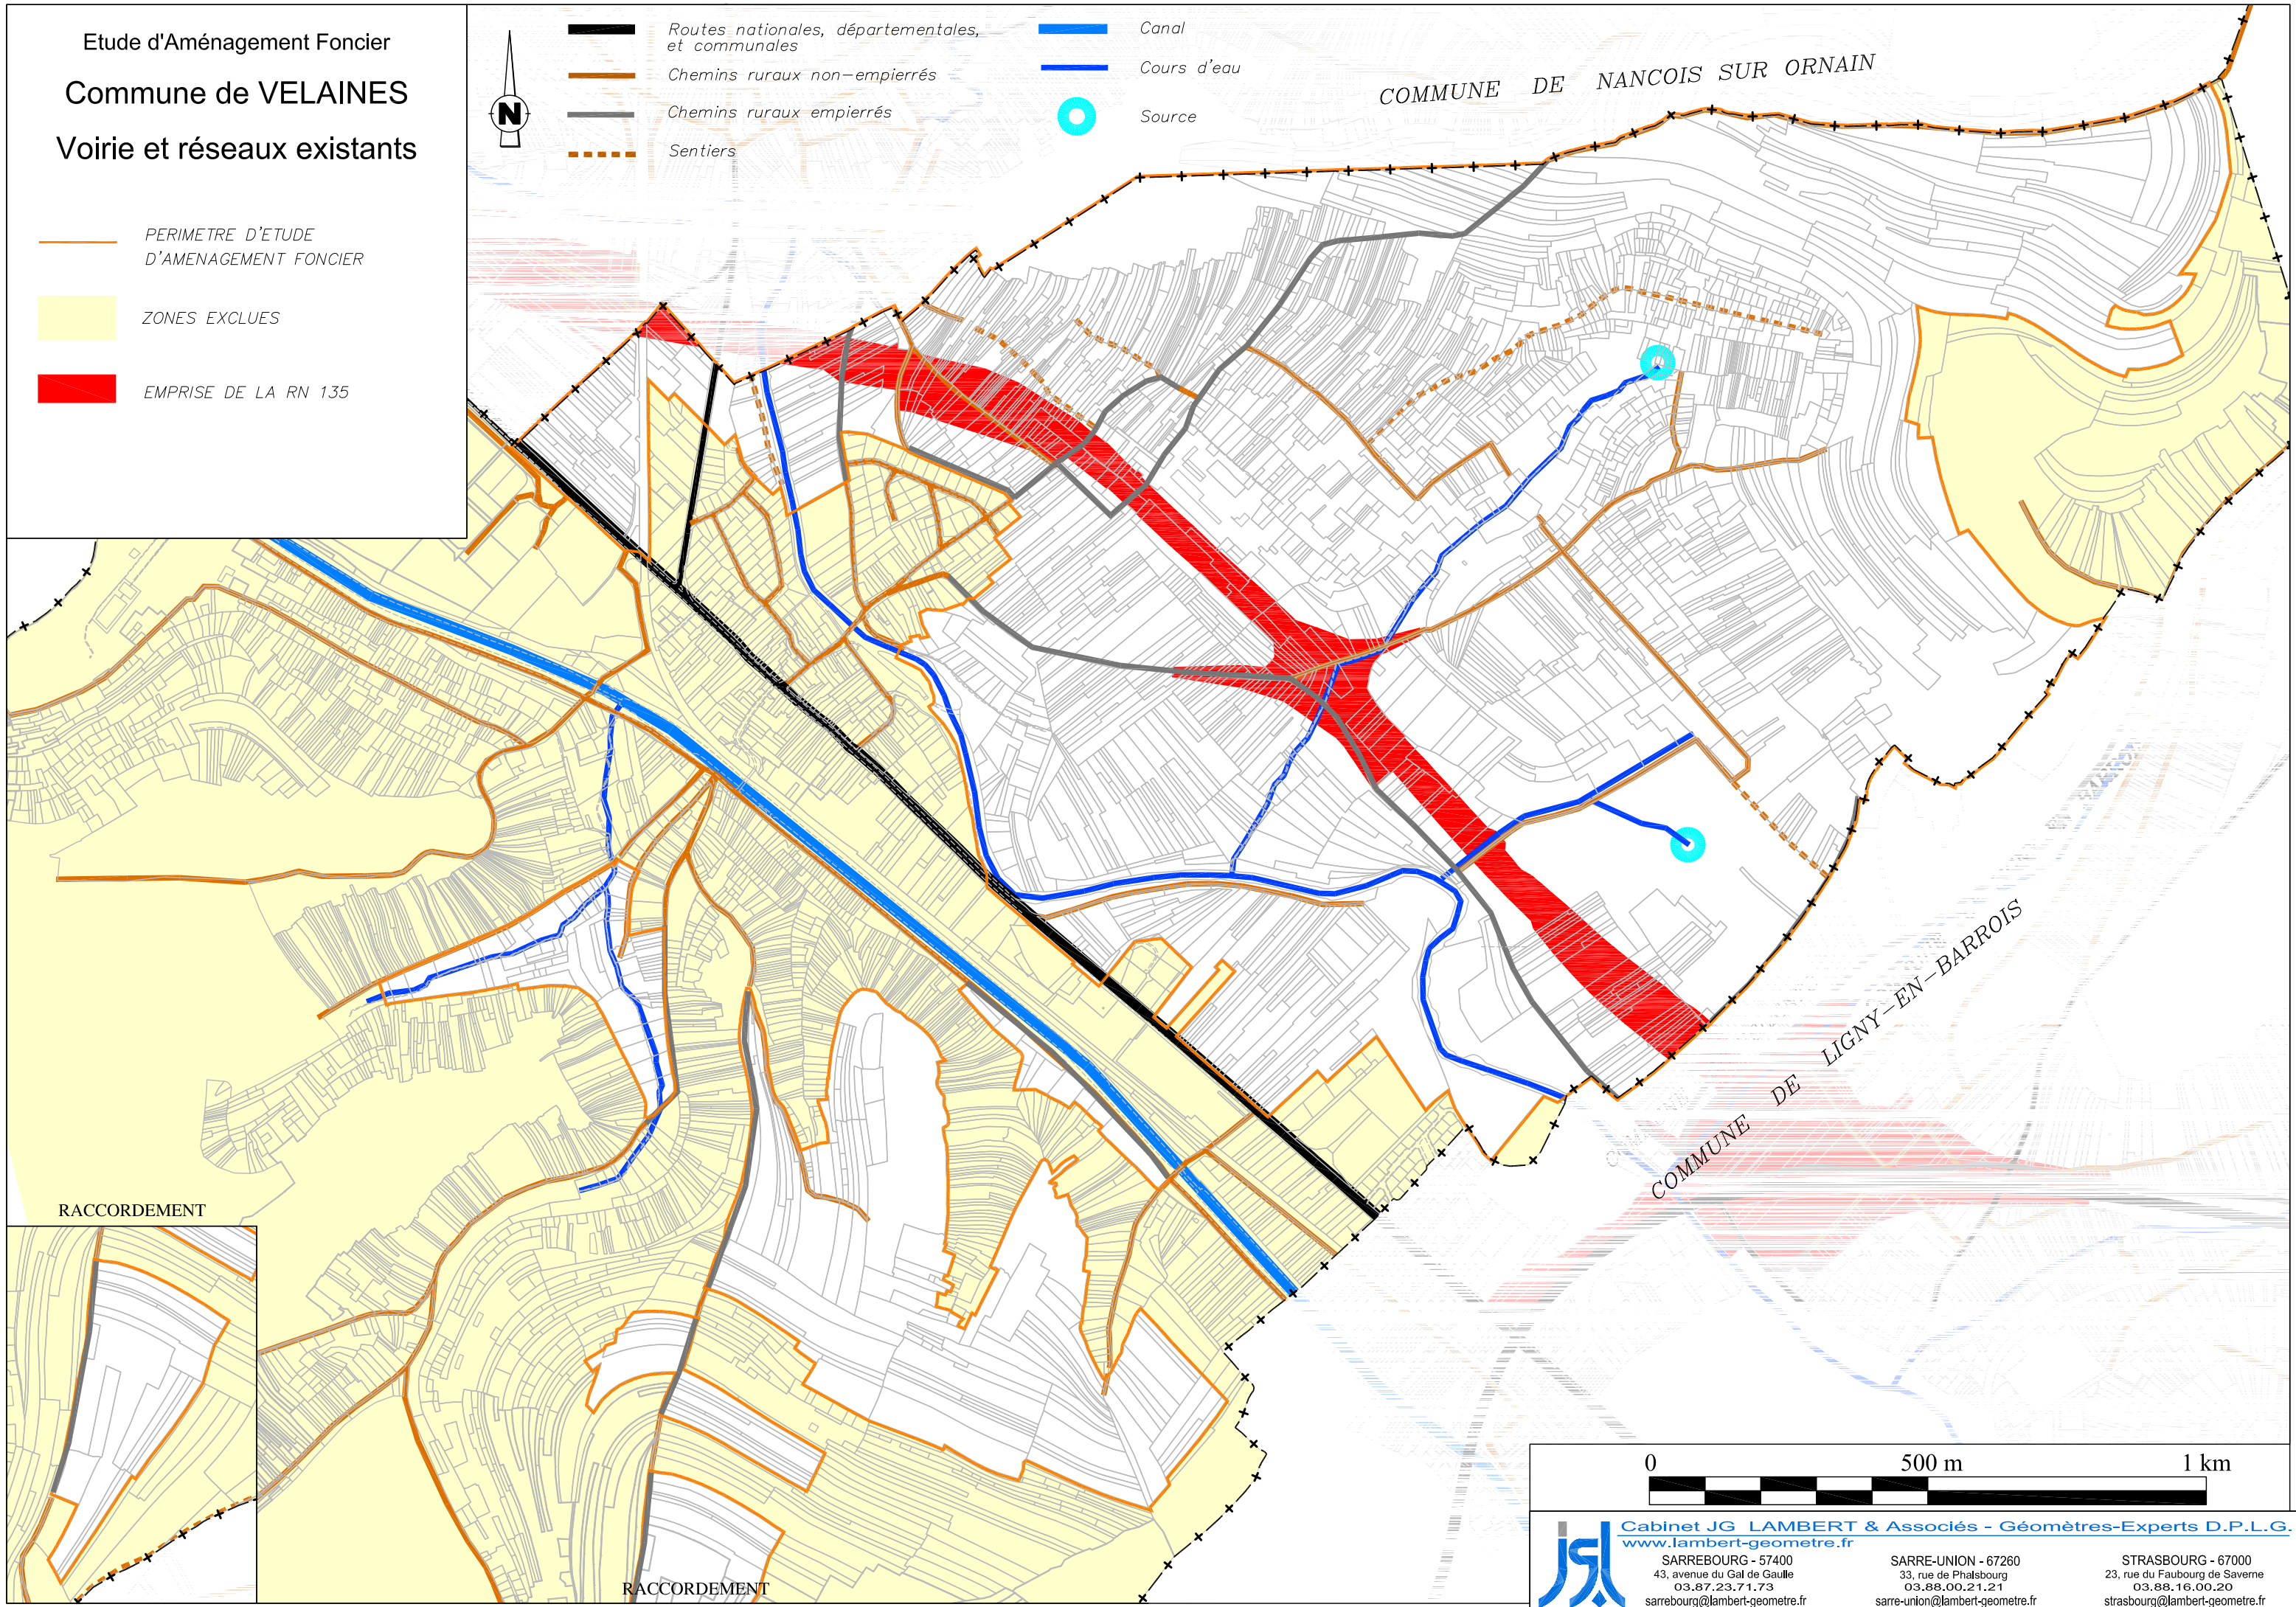 Etude d'Aménagement Foncier
Commune de VELAINES
Voirie et réseaux existants
PERIMETRE D'ETUDE
D'AMENAGEMENT FONCIER
ZONES EXCLUES
EMPRISE DE LA RN 135
N
Routes nationales, départementales,
et communales
Chemins ruraux non-empierrés
Chemins ruraux empierrés
Sentiers
Canal
Cours d'eau
Source
COMMUNE DE NANCOIS SUR ORNAIN
COMMUNE DE LIGNY-EN-BARROIS
RACCORDEMENT
RACCORDEMENT
0 500 m 1 km
Cabinet JG LAMBERT & Associés - Géomètres-Experts D.P.L.G.
www.lambert-geometre.fr
SARREBOURG - 57400
43, avenue du Gal de Gaulle
03.87.23.71.73
sarrebourg@lambert-geometre.fr
SARRE-UNION - 67260
33, rue de Phalsbourg
03.88.00.21.21
sarre-union@lambert-geometre.fr
STRASBOURG - 67000
23, rue du Faubourg de Saverne
03.88.16.00.20
strasbourg@lambert-geometre.fr